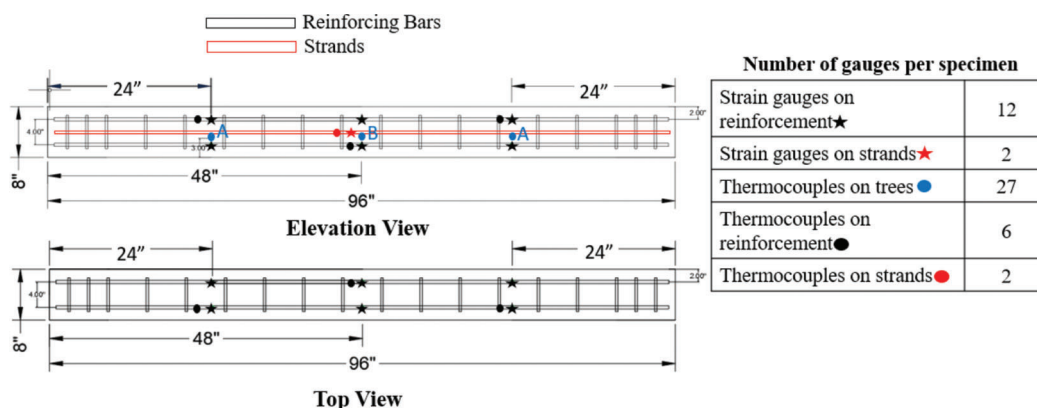 Reinforcing Bars
Strands
24”
24”
2.00"
4.00"
A
B
A
3.00"
8"
48"
96"
Elevation View
24”
24”
2.00"
4.00"
8"
48"
96"
Top View
Number of gauges per specimen
Strain gauges on
reinforcement★
12
Strain gauges on strands★
2
Thermocouples on trees
27
Thermocouples on
reinforcement
6
Thermocouples on strands
2